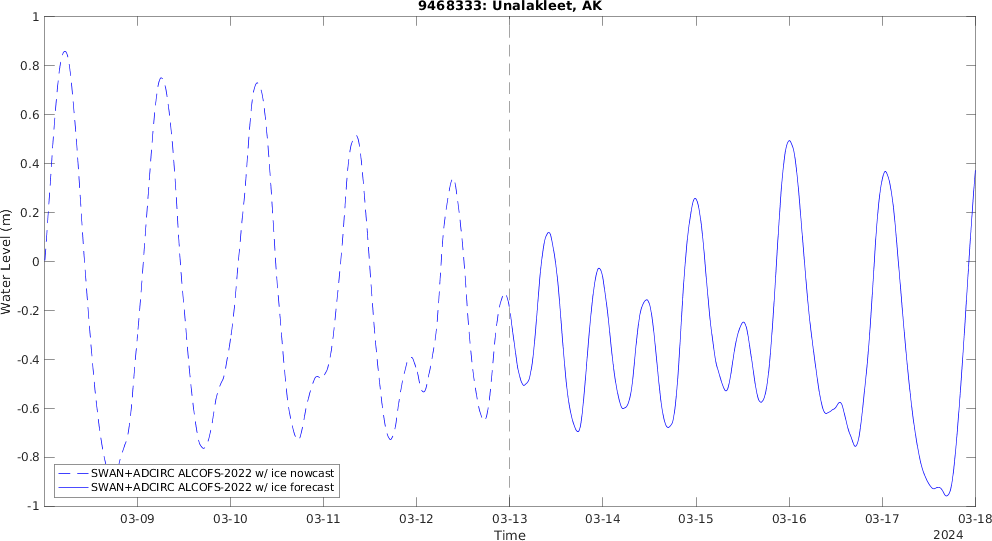 9468333: Unalakleet, AK
1
0.8
0.6
0.4
0.2
0
-0.2
-0.4
-0.6
-0.8
-1
Water Level (m)
SWAN+ADCIRC ALCOFS-2022 w/ ice nowcast
SWAN+ADCIRC ALCOFS-2022 w/ ice forecast
03-09 03-10 03-11 03-12 03-13 03-14 03-15 03-16 03-17 03-18
Time
2024